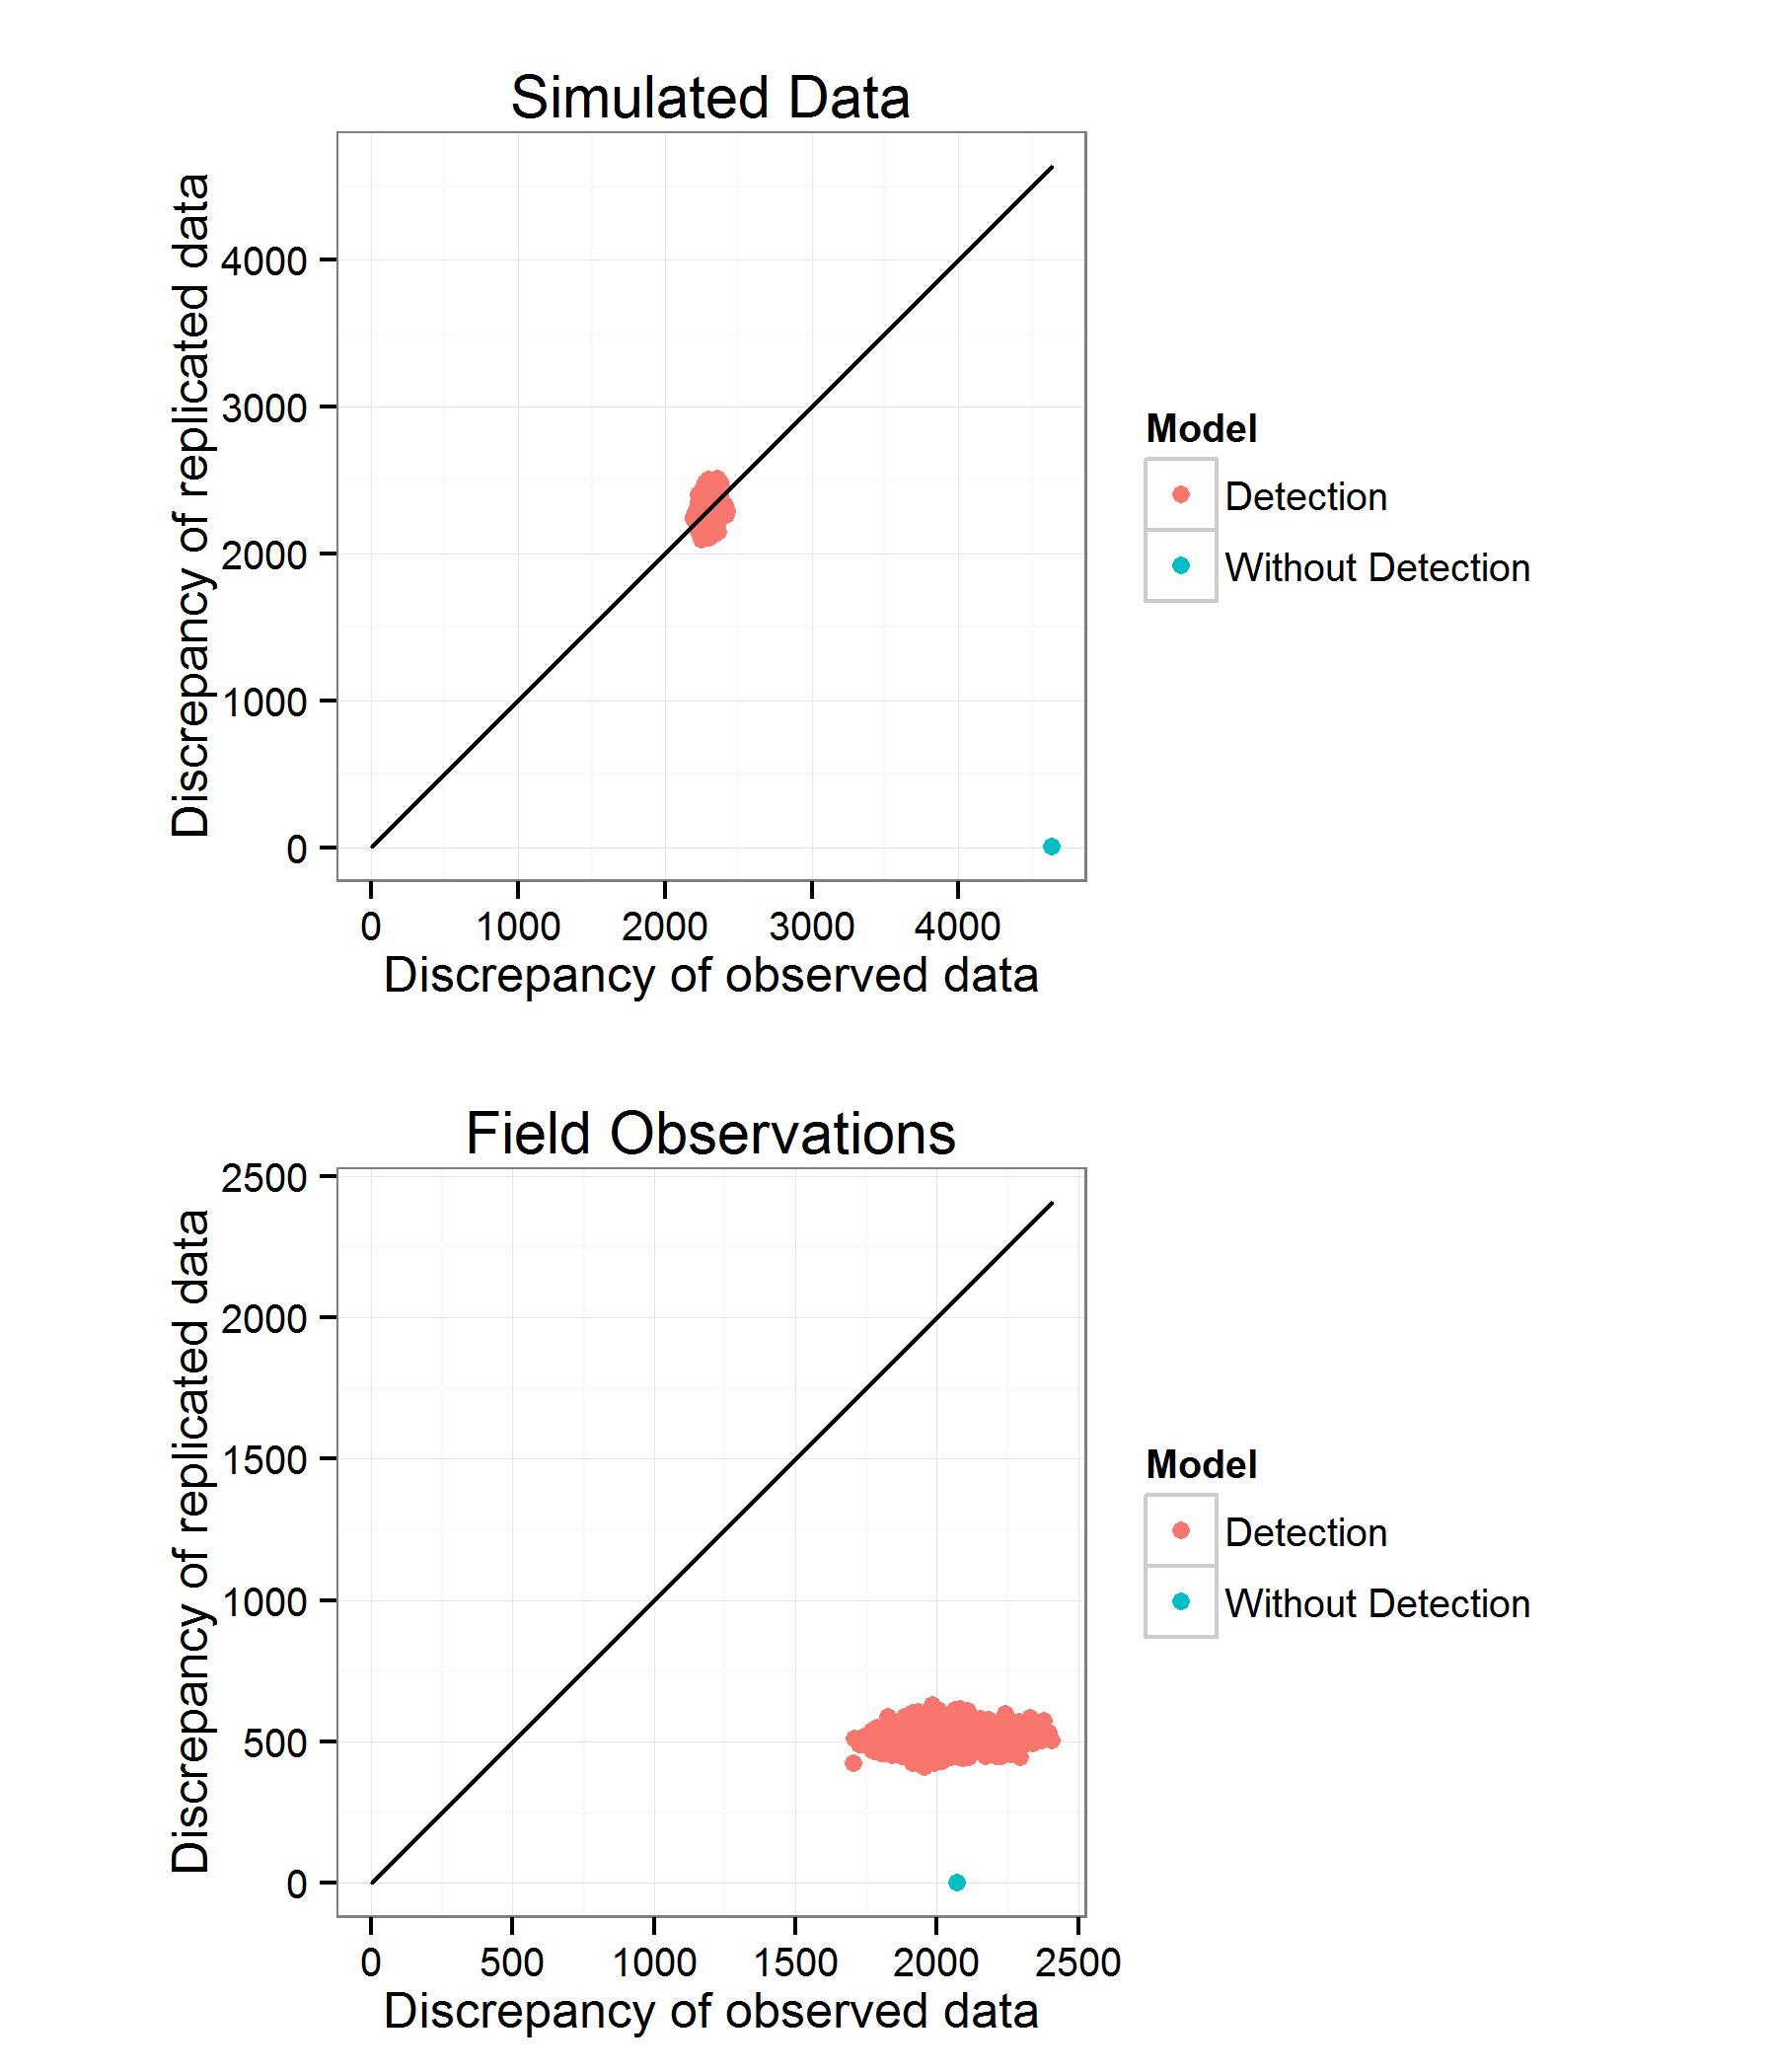 Simulated Data
Discrepancy of replicated data
4000
3000
2000
1000
0
0 1000 2000 3000 4000
Discrepancy of observed data
Model
Detection
Without Detection
Field Observations
Discrepancy of replicated data
2500
2000
1500
1000
500
0
0 500 1000 1500 2000 2500
Discrepancy of observed data
Model
Detection
Without Detection